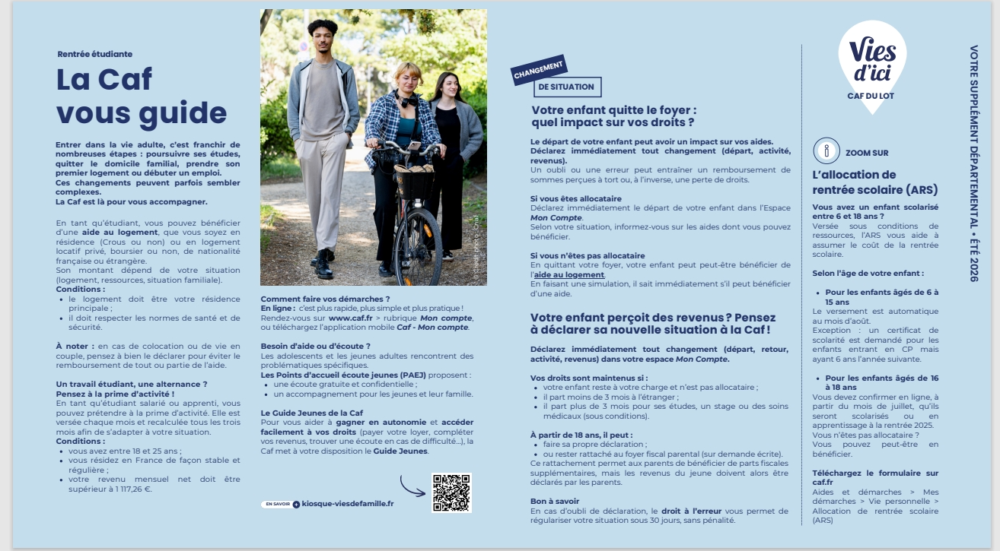 Rentrée étudiante
La Caf
vous guide
Entrer dans la vie adulte, c'est franchir de
nombreuses étapes : poursuivre ses études,
quitter le domicile familial, prendre son
premier logement ou débuter un emploi.
Ces changements peuvent parfois sembler
complexes.
La Caf est là pour vous accompagner.
En tant qu'étudiant, vous pouvez bénéficier
d'une aide au logement, que vous soyez en
résidence (Crous ou non) ou en logement
locatif privé, boursier ou non, de nationalité
française ou étrangère.
Son montant dépend de votre situation
(logement, ressources, situation familiale).
Conditions :
• le logement doit être votre résidence
principale ;
• il doit respecter les normes de santé et de
sécurité.
À noter : en cas de colocation ou de vie en
couple, pensez à bien le déclarer pour éviter le
remboursement de tout ou partie de l'aide.
Un travail étudiant, une alternance ?
Pensez à la prime d'activité !
En tant qu'étudiant salarié ou apprenti, vous
pouvez prétendre à la prime d'activité. Elle est
versée chaque mois et recalculée tous les trois
mois afin de s'adapter à votre situation.
Conditions :
• vous avez entre 18 et 25 ans ;
• vous résidez en France de façon stable et
régulière ;
• votre revenu mensuel net doit être
supérieur à 1 117,26 €.
© Crédit photo : Cnaf
Comment faire vos démarches ?
En ligne : c'est plus rapide, plus simple et plus pratique !
Rendez-vous sur www.caf.fr > rubrique Mon compte,
ou téléchargez l'application mobile Caf - Mon compte.
Besoin d'aide ou d'écoute ?
Les adolescents et les jeunes adultes rencontrent des
problématiques spécifiques.
Les Points d'accueil écoute jeunes (PAEJ) proposent :
• une écoute gratuite et confidentielle ;
• un accompagnement pour les jeunes et leur famille.
Le Guide Jeunes de la Caf
Pour vous aider à gagner en autonomie et accéder
facilement à vos droits (payer votre loyer, compléter
vos revenus, trouver une écoute en cas de difficulté...), la
Caf met à votre disposition le Guide Jeunes.
EN SAVOIR + kiosque-viesdefamille.fr
CHANGEMENT
DE SITUATION
Votre enfant quitte le foyer :
quel impact sur vos droits ?
Le départ de votre enfant peut avoir un impact sur vos aides.
Déclarez immédiatement tout changement (départ, activité,
revenus).
Un oubli ou une erreur peut entraîner un remboursement de
sommes perçues à tort ou, à l'inverse, une perte de droits.
Si vous êtes allocataire
Déclarez immédiatement le départ de votre enfant dans l'Espace
Mon Compte.
Selon votre situation, informez-vous sur les aides dont vous pouvez
bénéficier.
Si vous n'êtes pas allocataire
En quittant votre foyer, votre enfant peut peut-être bénéficier de
l'aide au logement.
En faisant une simulation, il sait immédiatement s'il peut bénéficier
d'une aide.
Votre enfant perçoit des revenus ? Pensez
à déclarer sa nouvelle situation à la Caf !
Déclarez immédiatement tout changement (départ, retour,
activité, revenus) dans votre espace Mon Compte.
Vos droits sont maintenus si :
• votre enfant reste à votre charge et n'est pas allocataire ;
• il part moins de 3 mois à l'étranger ;
• il part plus de 3 mois pour ses études, un stage ou des soins
médicaux (sous conditions).
À partir de 18 ans, il peut :
• faire sa propre déclaration ;
• ou rester rattaché au foyer fiscal parental (sur demande écrite).
Ce rattachement permet aux parents de bénéficier de parts fiscales
supplémentaires, mais les revenus du jeune doivent alors être
déclarés par les parents.
Bon à savoir
En cas d'oubli de déclaration, le droit à l'erreur vous permet de
régulariser votre situation sous 30 jours, sans pénalité.
Vies
d'ici
CAF DU LOT
i ZOOM SUR
L'allocation de
rentrée scolaire (ARS)
Vous avez un enfant scolarisé
entre 6 et 18 ans ?
Versée sous conditions de
ressources, l'ARS vous aide à
assumer le coût de la rentrée
scolaire.
Selon l'âge de votre enfant :
• Pour les enfants âgés de 6 à
15 ans
Le versement est automatique
au mois d'août.
Exception : un certificat de
scolarité est demandé pour les
enfants entrant en CP mais
ayant 6 ans l'année suivante.
• Pour les enfants âgés de 16
à 18 ans
Vous devez confirmer en ligne, à
partir du mois de juillet, qu'ils
seront scolarisés ou en
apprentissage à la rentrée 2025.
Vous n'êtes pas allocataire ?
Vous pouvez peut-être en
bénéficier.
Téléchargez le formulaire sur
caf.fr
Aides et démarches > Mes
démarches > Vie personnelle >
Allocation de rentrée scolaire
(ARS)
VOTRE SUPPLÉMENT DÉPARTEMENTAL • ÉTÉ 2026